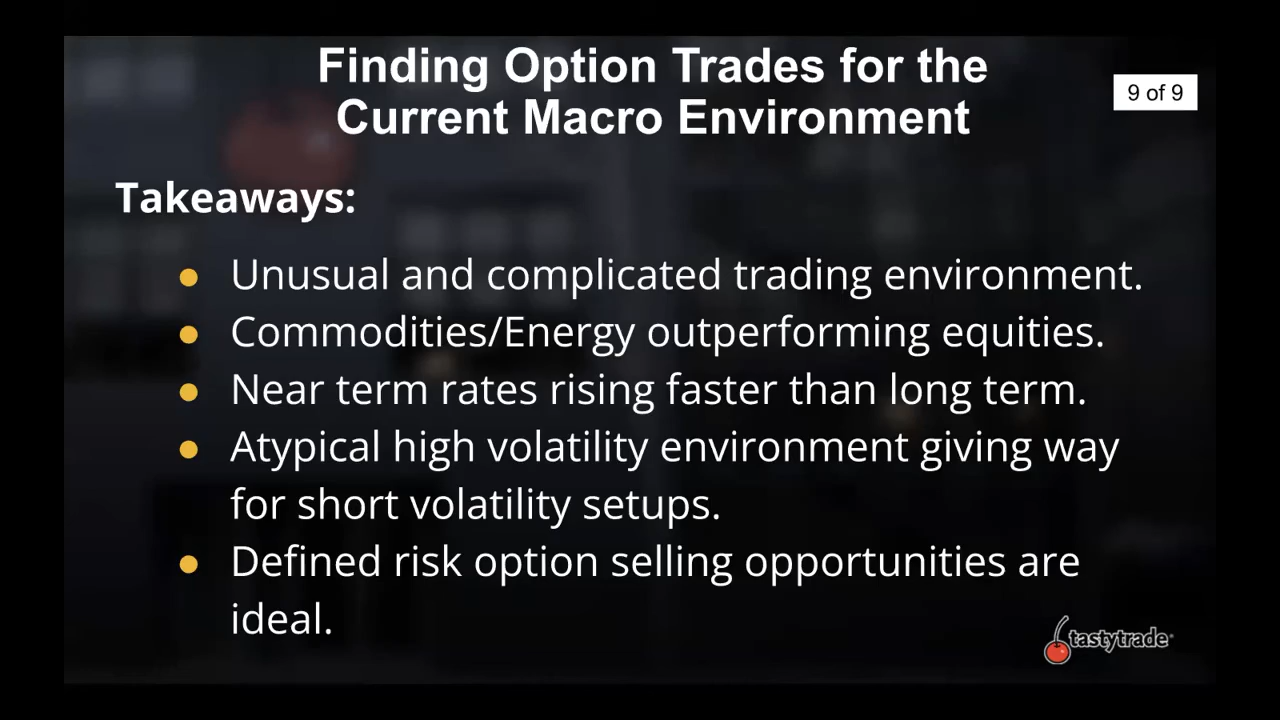 Finding Option Trades for the
Current Macro Environment
9 of 9
Takeaways:
● Unusual and complicated trading environment.
● Commodities/Energy outperforming equities.
● Near term rates rising faster than long term.
● Atypical high volatility environment giving way
for short volatility setups.
● Defined risk option selling opportunities are
ideal.
tastytrade